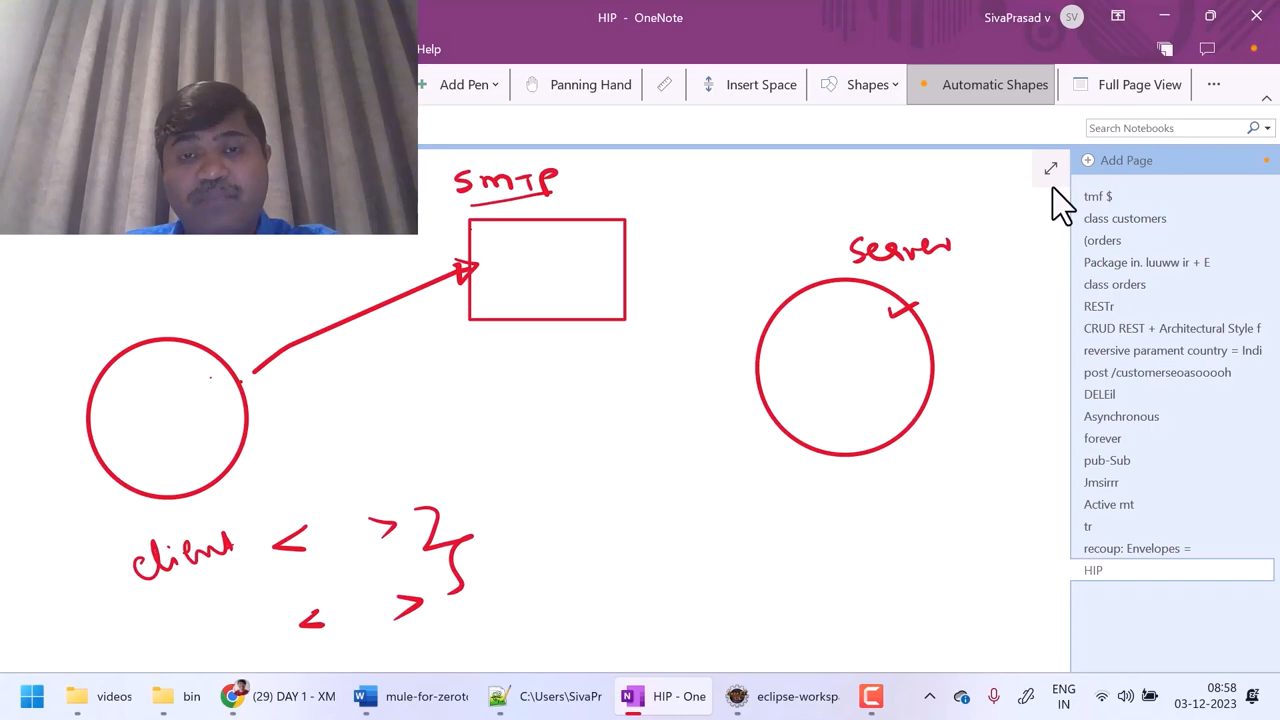 HIP - OneNote
SivaPrasad v
SV
Help
Add Pen
Panning Hand
Insert Space
Shapes
Automatic Shapes
Full Page View
Search Notebooks
Add Page
tmf $
class customers
(orders
Package in. luuww ir + E
class orders
RESTr
CRUD REST + Architectural Style f
reversive parament country = Indi
post /customerseoasooooh
DELEil
Asynchronous
forever
pub-Sub
Jmsirrr
Active mt
tr
recoup: Envelopes =
HIP
SMTP
Server
client < >
< >
videos
bin
(29) DAY 1 - XM
mule-for-zeroto
C:\Users\SivaPr
HIP - One
eclipse-worksp
ENG
IN
08:58
03-12-2023